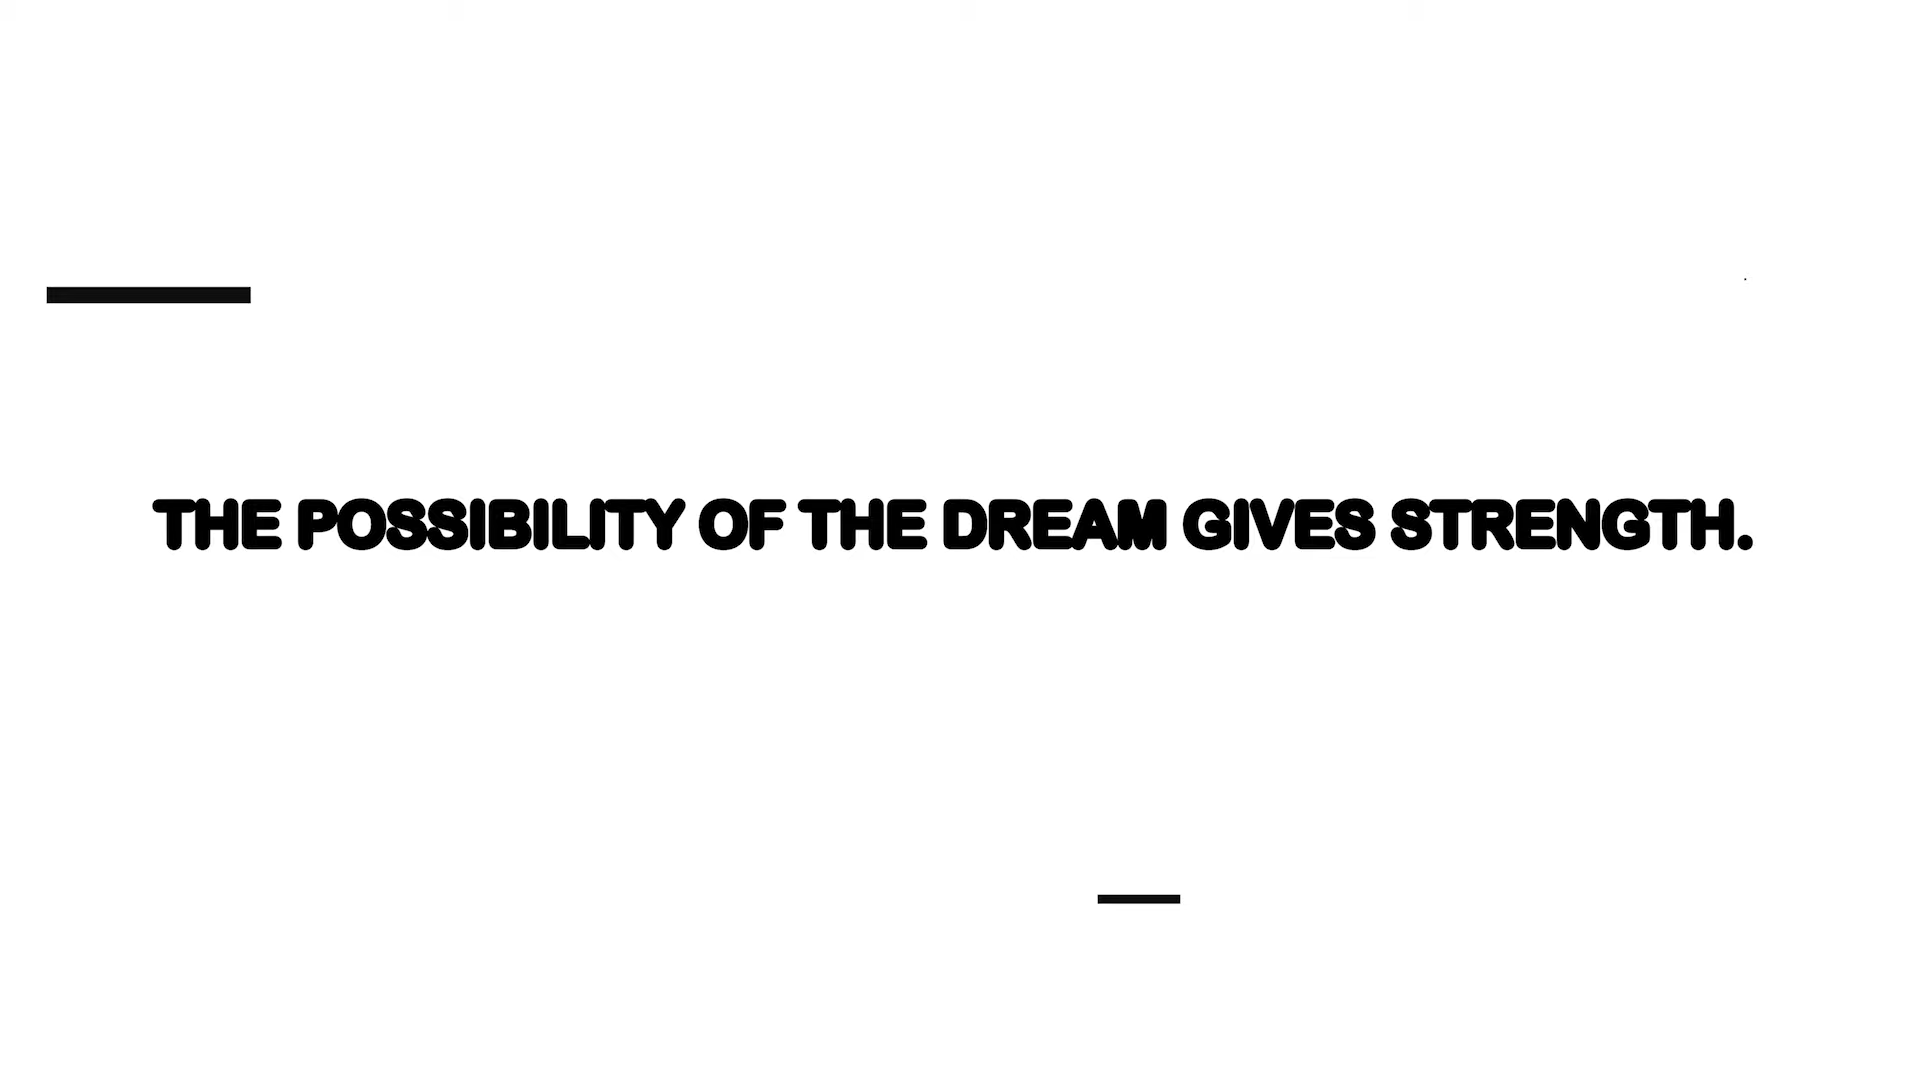 THE POSSIBILITY OF THE DREAM GIVES STRENGTH.